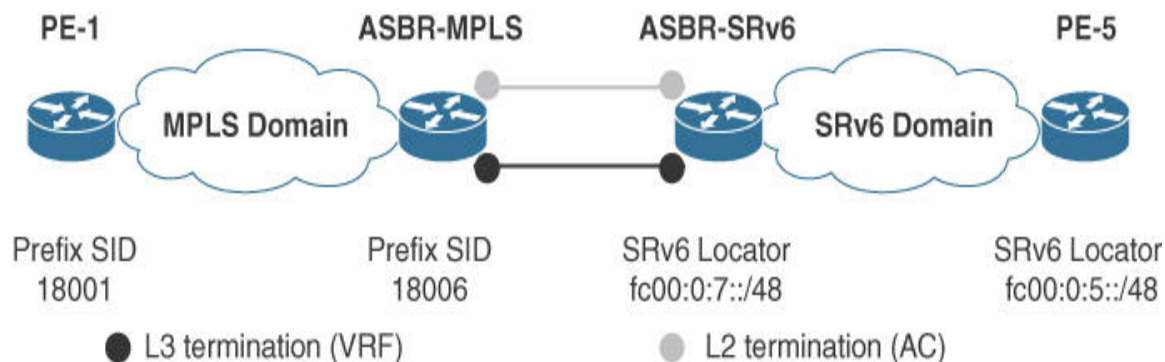 PE-1 ASBR-MPLS ASBR-SRv6 PE-5
MPLS Domain SRv6 Domain
Prefix SID Prefix SID SRv6 Locator SRv6 Locator
18001 18006 fc00:0:7::/48 fc00:0:5::/48
L3 termination (VRF) L2 termination (AC)